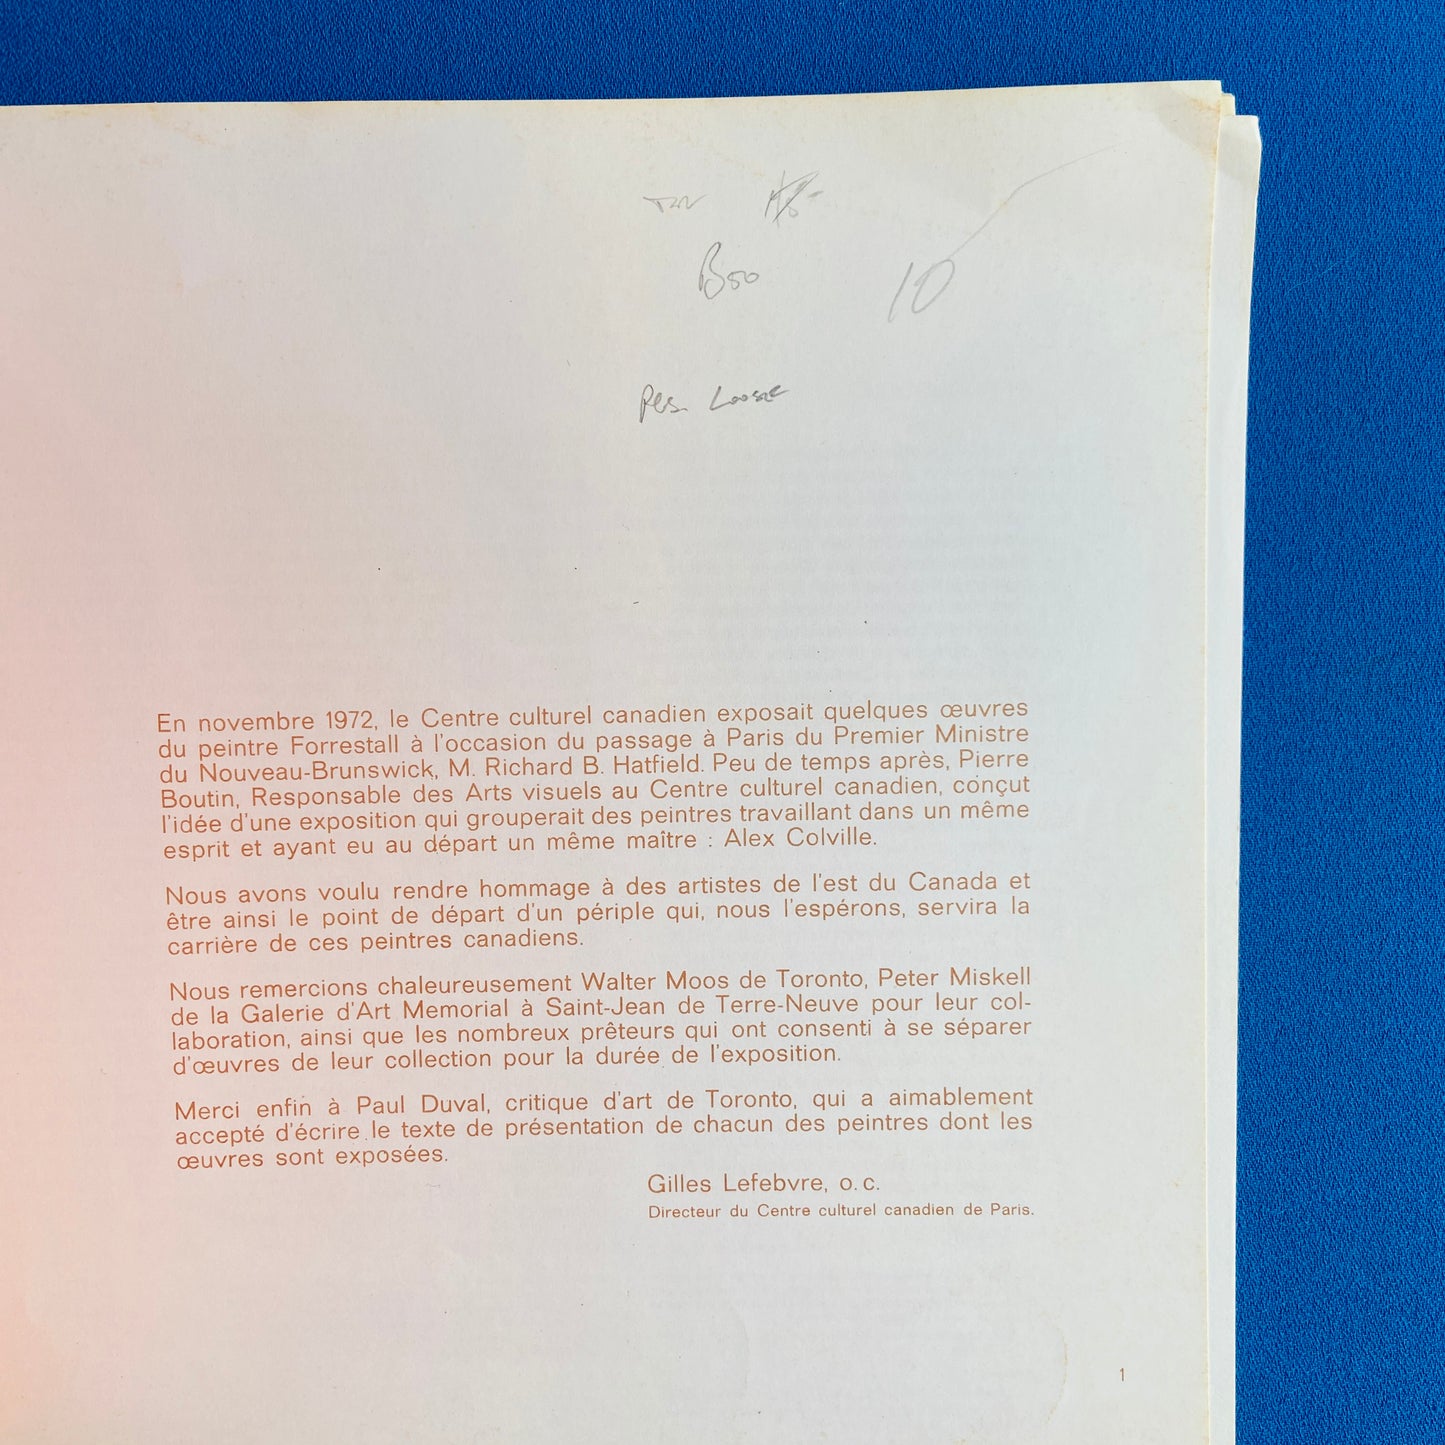 B50
10
pgs. Loose
En novembre 1972, le Centre culturel canadien exposait quelques œuvres
du peintre Forrestall à l'occasion du passage à Paris du Premier Ministre
du Nouveau-Brunswick, M. Richard B. Hatfield. Peu de temps après, Pierre
Boutin, Responsable des Arts visuels au Centre culturel canadien, conçut
l'idée d'une exposition qui grouperait des peintres travaillant dans un même
esprit et ayant eu au départ un même maître : Alex Colville.
Nous avons voulu rendre hommage à des artistes de l'est du Canada et
être ainsi le point de départ d'un périple qui, nous l'espérons, servira la
carrière de ces peintres canadiens.
Nous remercions chaleureusement Walter Moos de Toronto, Peter Miskell
de la Galerie d'Art Memorial à Saint-Jean de Terre-Neuve pour leur col-
laboration, ainsi que les nombreux prêteurs qui ont consenti à se séparer
d'œuvres de leur collection pour la durée de l'exposition.
Merci enfin à Paul Duval, critique d'art de Toronto, qui a aimablement
accepté d'écrire le texte de présentation de chacun des peintres dont les
œuvres sont exposées.
Gilles Lefebvre, o.c.
Directeur du Centre culturel canadien de Paris.
1